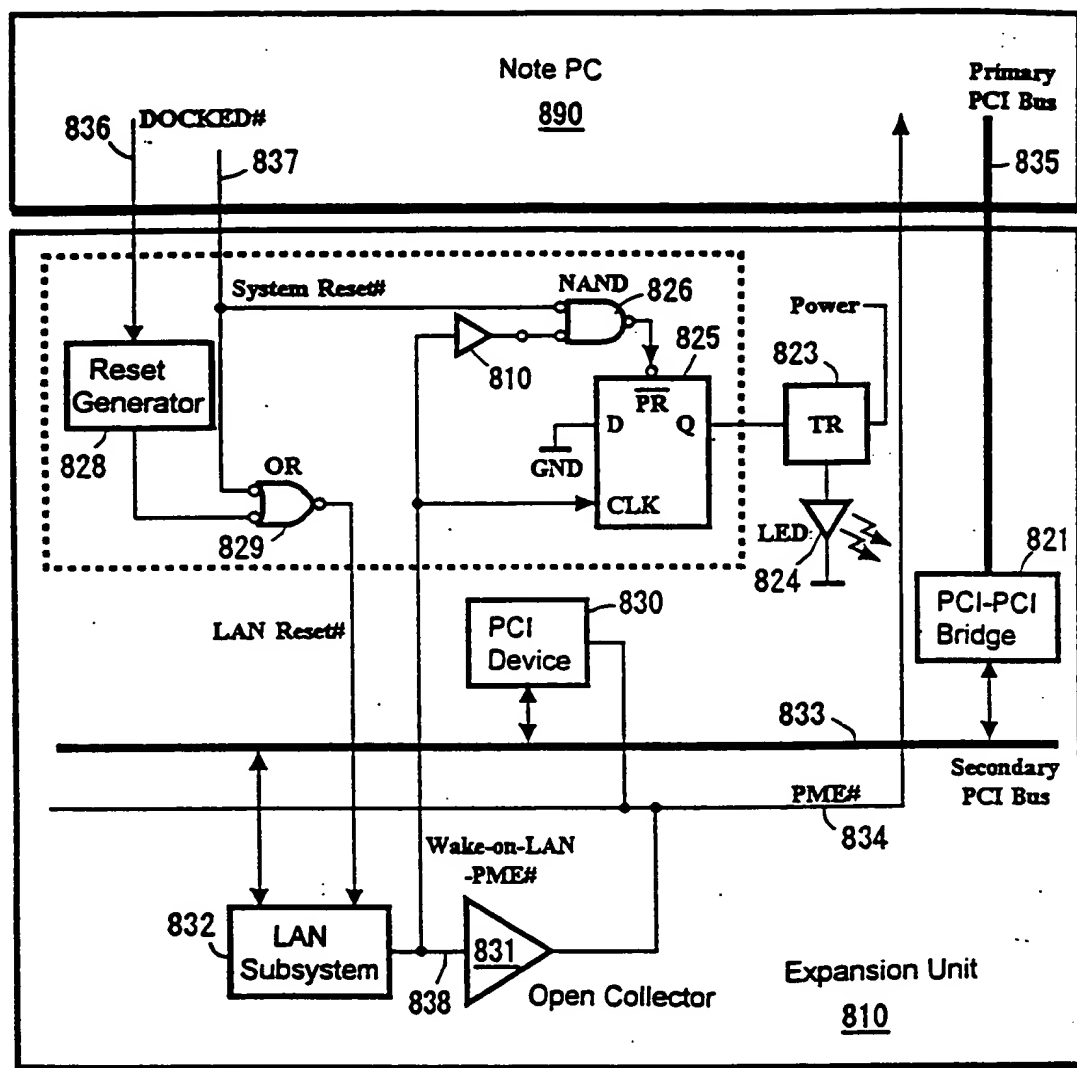 Note PC
890
Primary
PCI Bus
835
836
DOCKED#
837
System Reset#
NAND
826
810
825
PR
D
Q
GND
CLK
Reset
Generator
828
OR
829
Power
823
TR
LED
824
821
PCI-PCI
Bridge
LAN Reset#
PCI
Device
830
833
Secondary
PCI Bus
PME#
834
Wake-on-LAN
-PME#
832
LAN
Subsystem
838
831
Open Collector
Expansion Unit
810